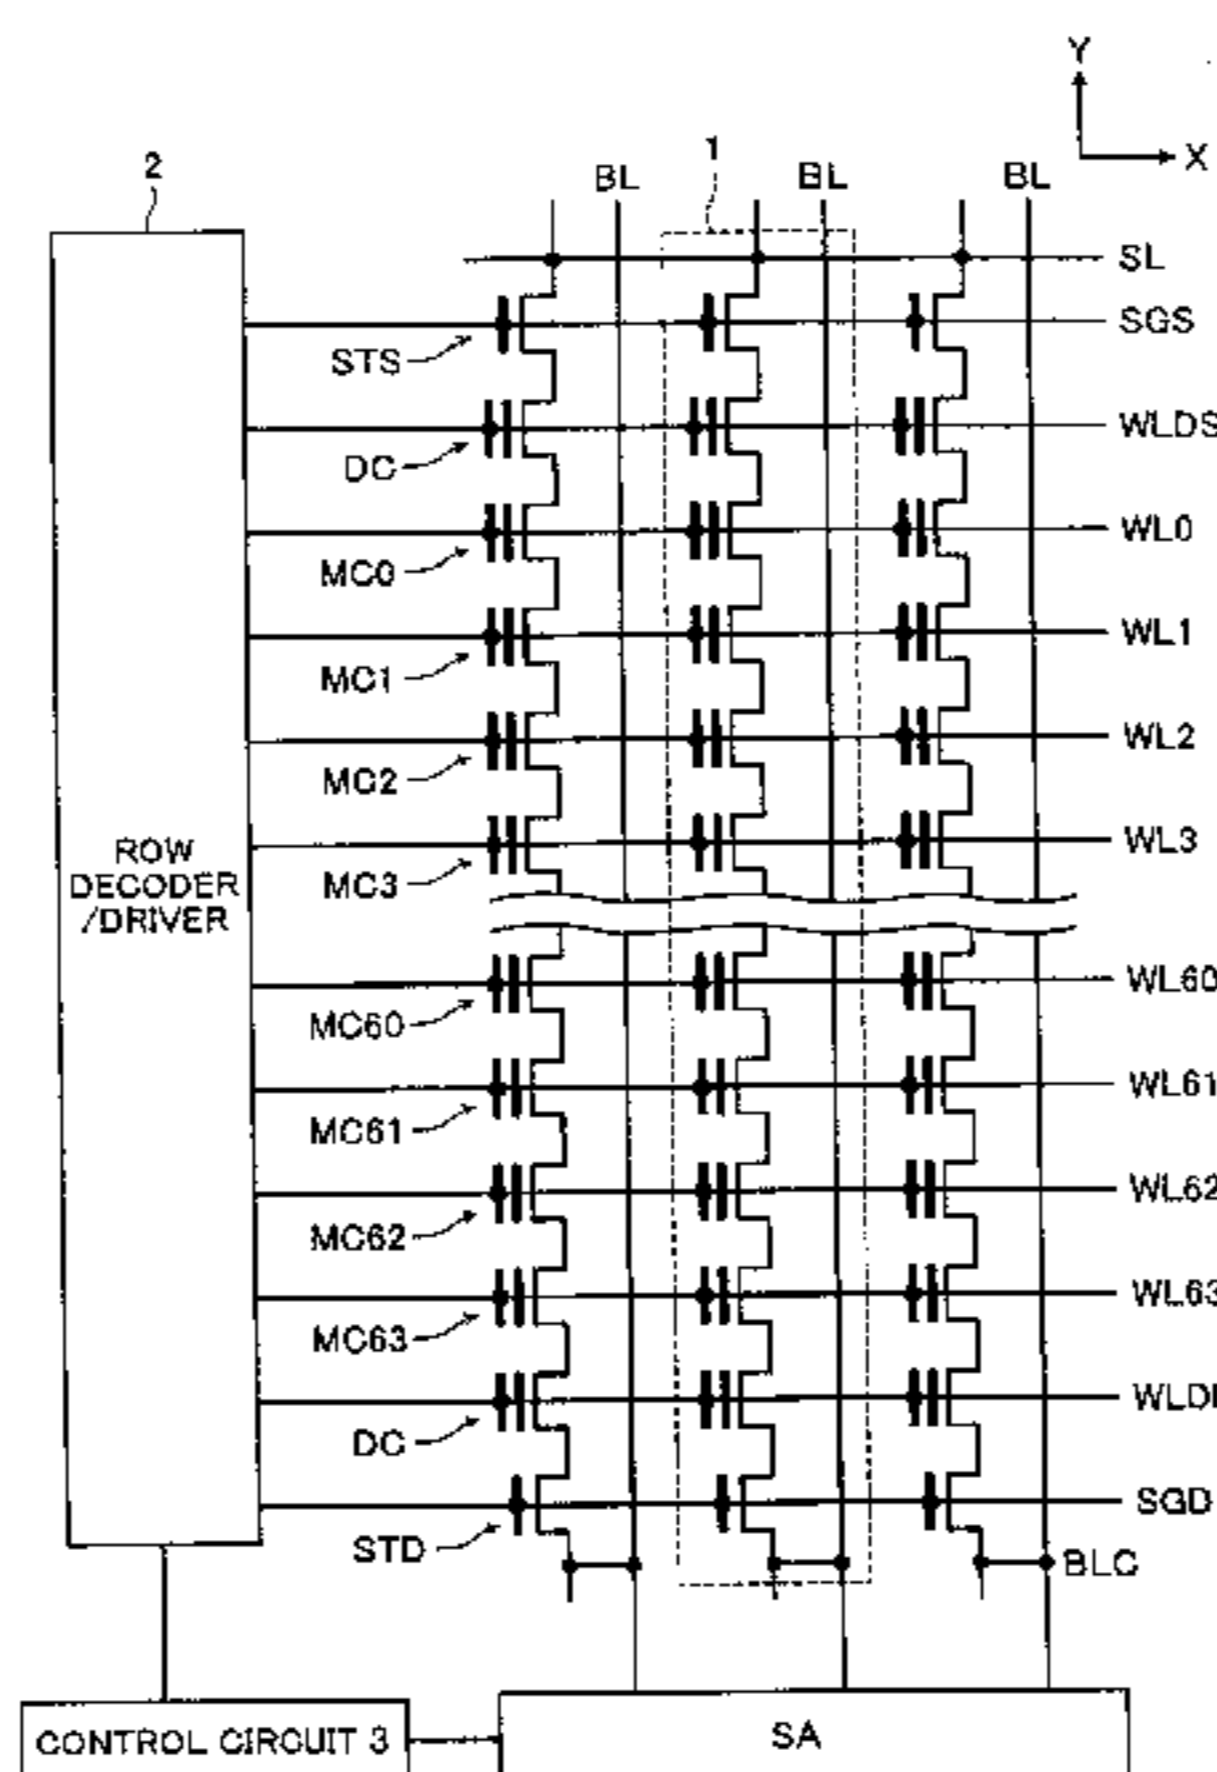 Y
X
2
1
BL
BL
BL
SL
SGS
STS
WLDS
DC
WL0
MC0
WL1
MC1
WL2
MC2
WL3
MC3
ROW
DECODER
/DRIVER
WL60
MC60
WL61
MC61
WL62
MC62
WL63
MC63
DC
SGD
STD
BLC
CONTROL CIRCUIT 3
SA